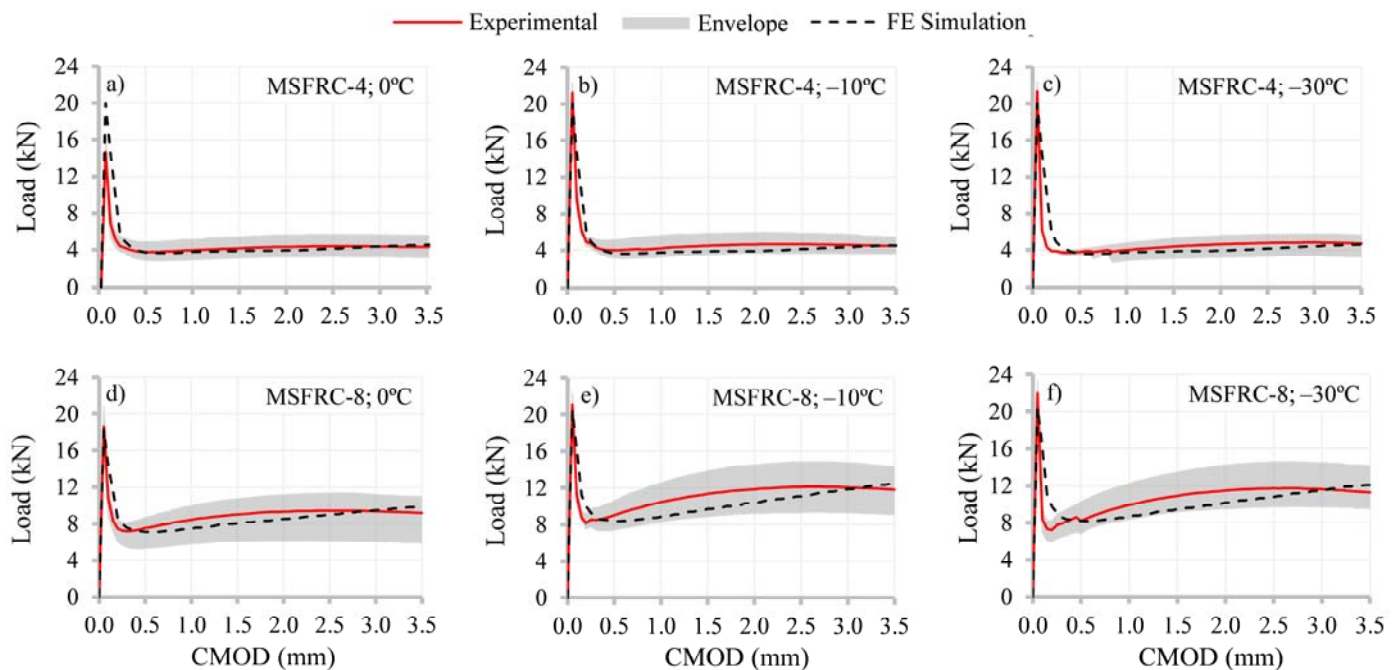 Experimental Envelope FE Simulation
a) MSFRC-4; 0ºC
Load (kN)
24
20
16
12
8
4
0
0.0 0.5 1.0 1.5 2.0 2.5 3.0 3.5
b) MSFRC-4; –10ºC
Load (kN)
24
20
16
12
8
4
0
0.0 0.5 1.0 1.5 2.0 2.5 3.0 3.5
c) MSFRC-4; –30ºC
Load (kN)
24
20
16
12
8
4
0
0.0 0.5 1.0 1.5 2.0 2.5 3.0 3.5
d) MSFRC-8; 0ºC
Load (kN)
24
20
16
12
8
4
0
0.0 0.5 1.0 1.5 2.0 2.5 3.0 3.5
CMOD (mm)
e) MSFRC-8; –10ºC
Load (kN)
24
20
16
12
8
4
0
0.0 0.5 1.0 1.5 2.0 2.5 3.0 3.5
CMOD (mm)
f) MSFRC-8; –30ºC
Load (kN)
24
20
16
12
8
4
0
0.0 0.5 1.0 1.5 2.0 2.5 3.0 3.5
CMOD (mm)